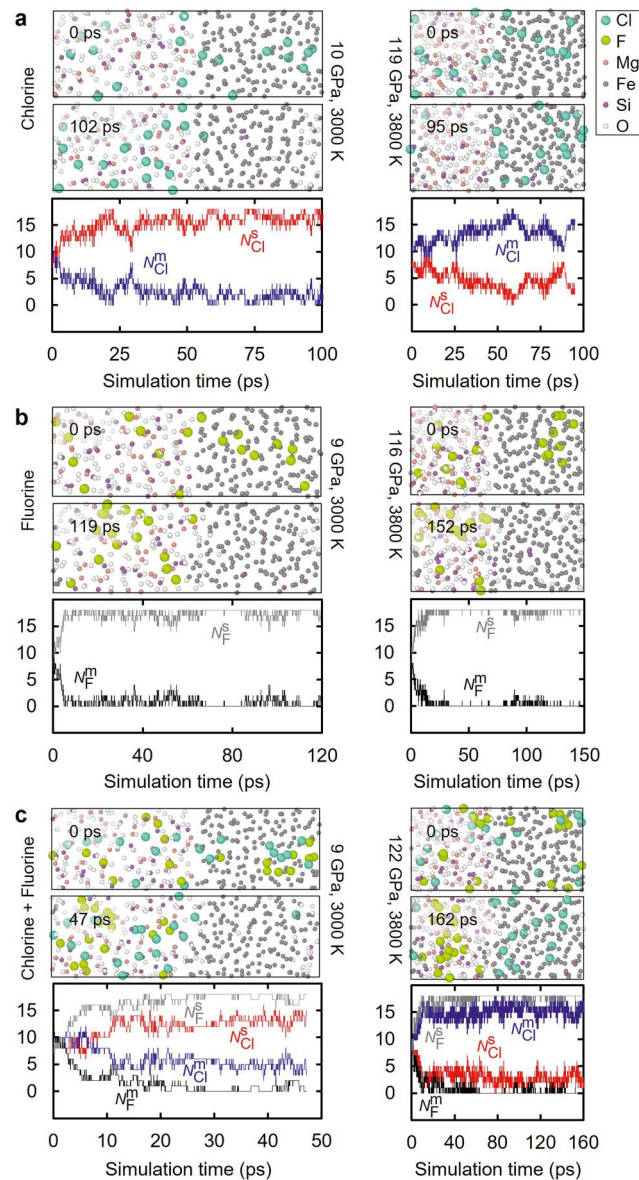 a
Chlorine
0 ps
102 ps
10 GPa, 3000 K
0 ps
95 ps
119 GPa, 3800 K
Cl
F
Mg
Fe
Si
O
15
10
5
0
N^s_Cl
N^m_Cl
0 25 50 75 100
Simulation time (ps)
15
10
5
0
N^m_Cl
N^s_Cl
0 25 50 75 100
Simulation time (ps)
b
Fluorine
0 ps
119 ps
9 GPa, 3000 K
0 ps
152 ps
116 GPa, 3800 K
15
10
5
0
N^s_F
N^m_F
0 40 80 120
Simulation time (ps)
15
10
5
0
N^s_F
N^m_F
0 50 100 150
Simulation time (ps)
c
Chlorine + Fluorine
0 ps
47 ps
9 GPa, 3000 K
0 ps
162 ps
122 GPa, 3800 K
15
10
5
0
N^s_F
N^s_Cl
N^m_Cl
N^m_F
0 10 20 30 40 50
Simulation time (ps)
15
10
5
0
N^s_F
N^m_Cl
N^s_Cl
N^m_F
0 40 80 120 160
Simulation time (ps)